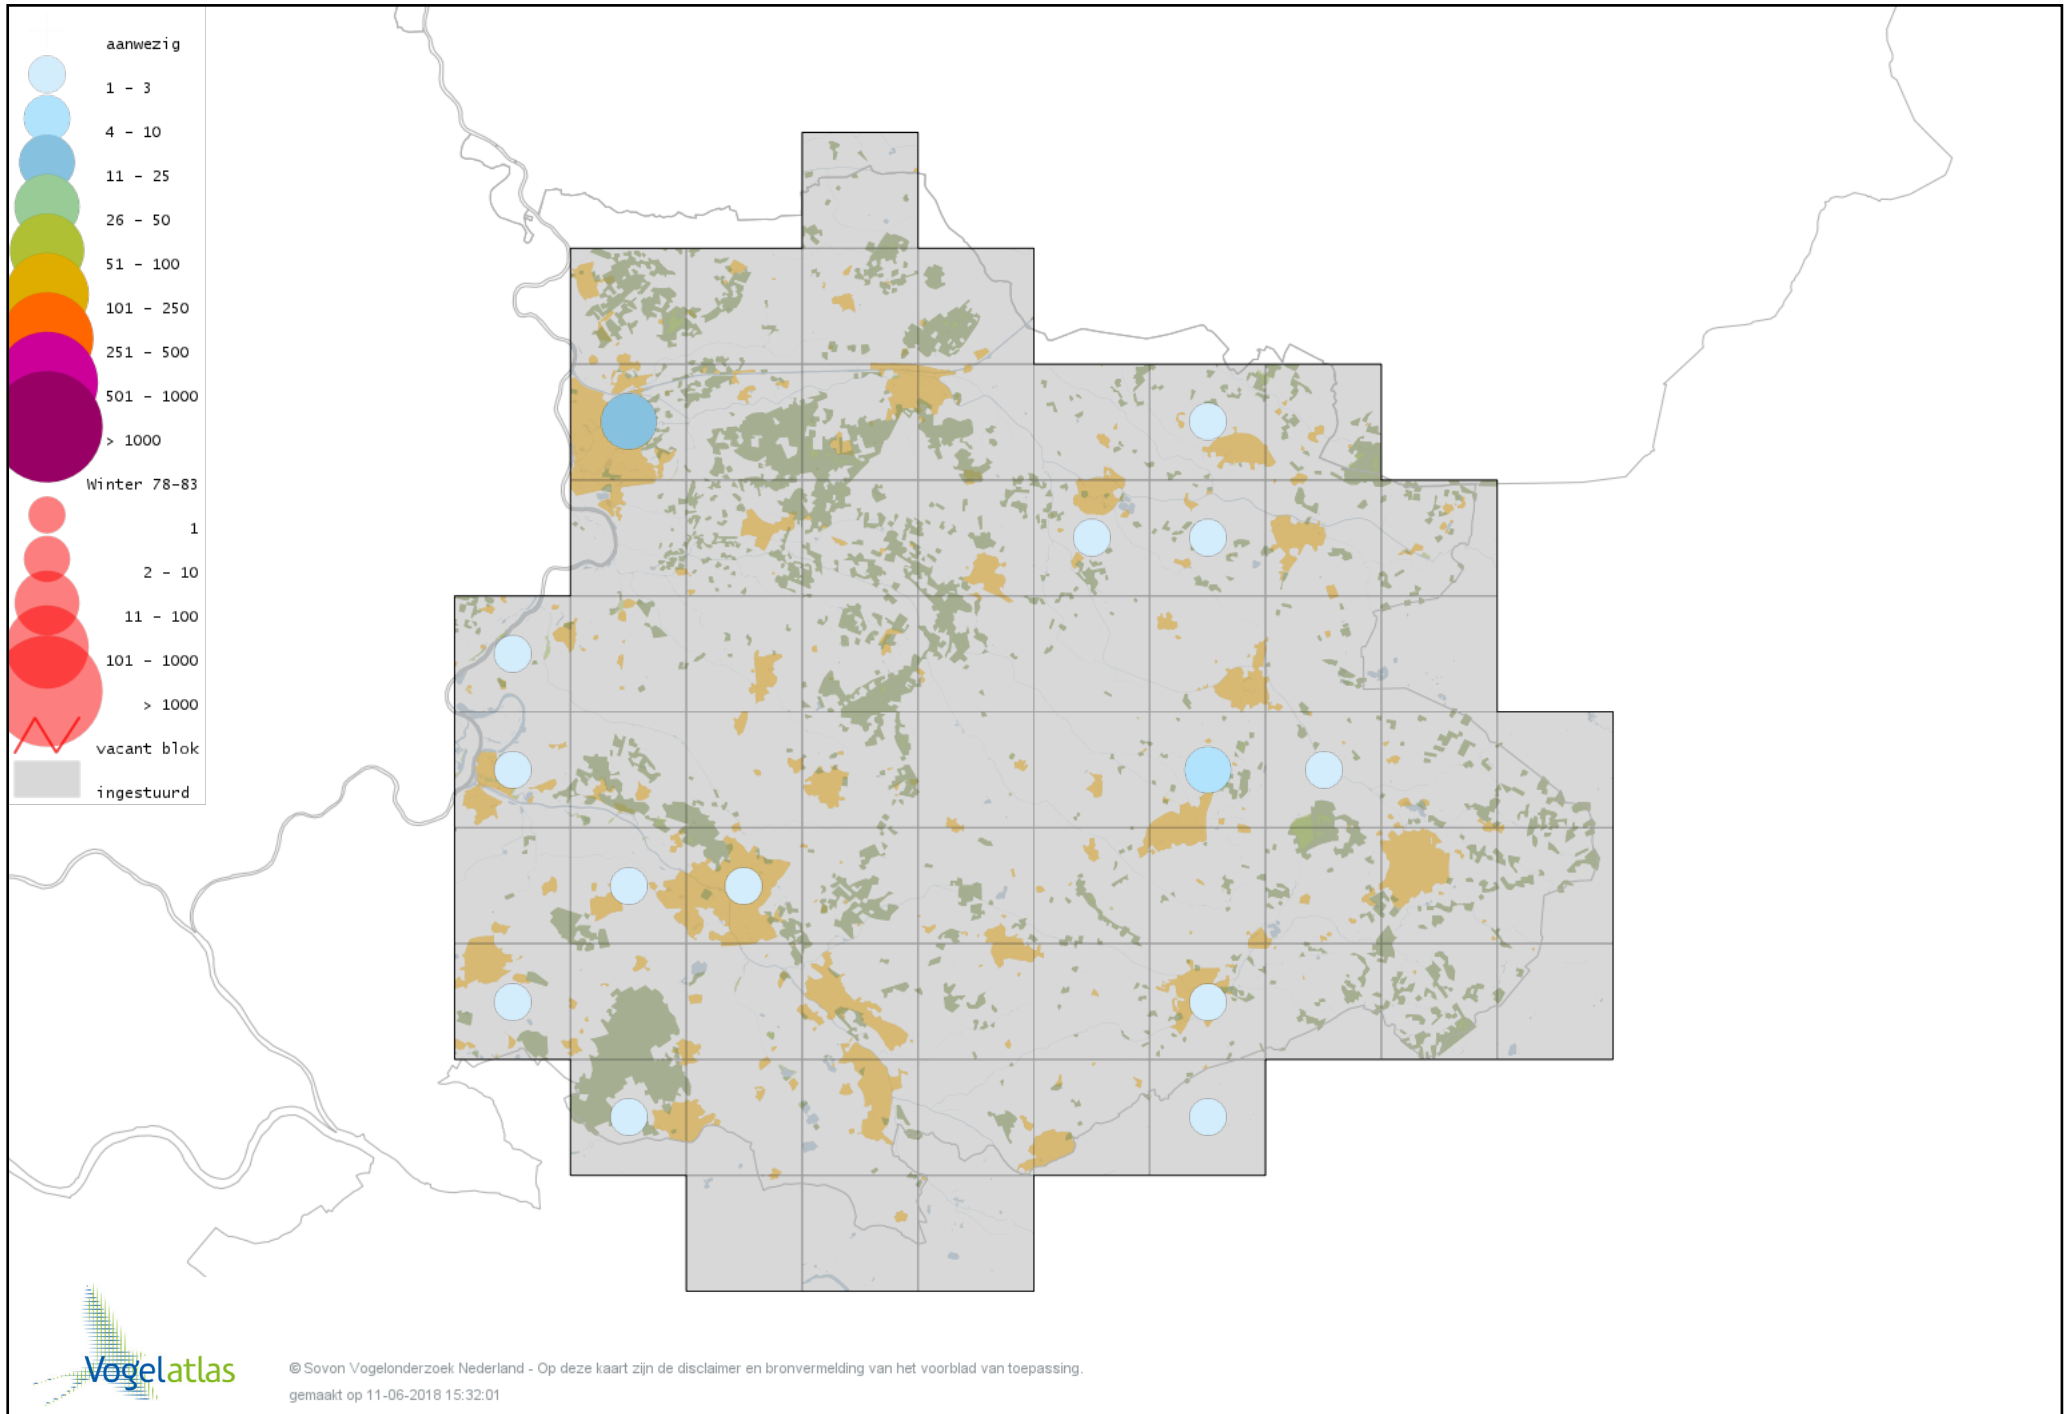 aanwezig
1 – 3
4 – 10
11 – 25
26 – 50
51 – 100
101 – 250
251 – 500
501 – 1000
> 1000
Winter 78-83
1
2 – 10
11 – 100
101 – 1000
> 1000
vacant blok
ingestuurd
Vogelatlas
© Sovon Vogelonderzoek Nederland - Op deze kaart zijn de disclaimer en bronvermelding van het voorblad van toepassing.
gemaakt op 11-06-2018 15:32:01